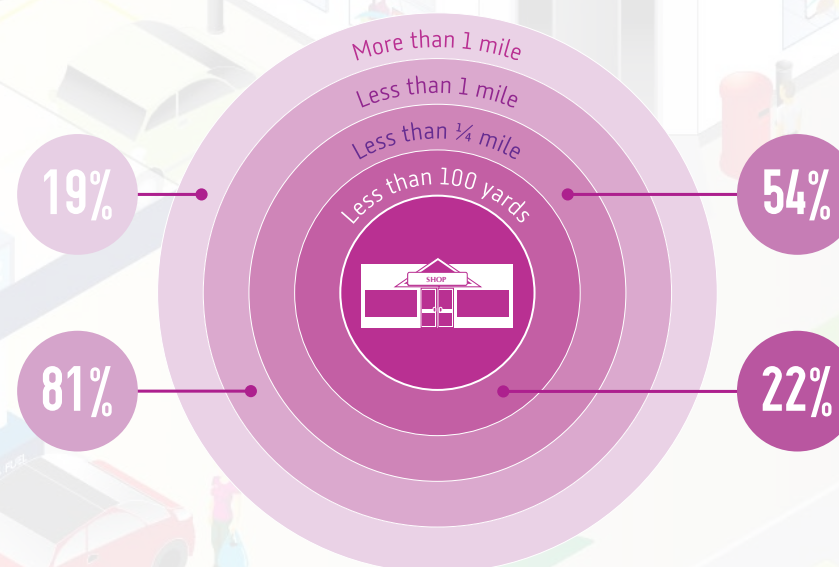 More than 1 mile
Less than 1 mile
Less than ¼ mile
Less than 100 yards
SHOP
19%
54%
81%
22%